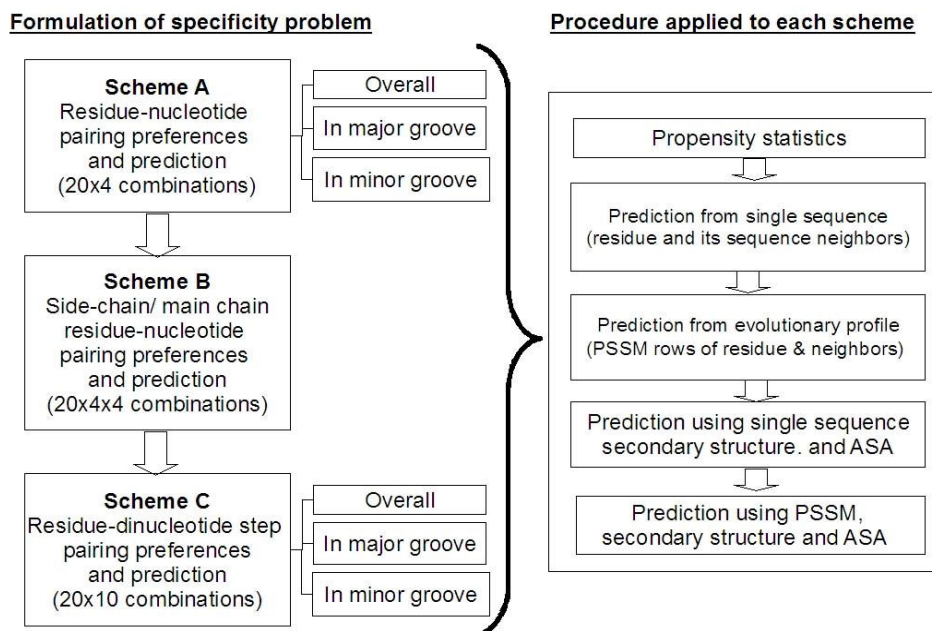 Formulation of specificity problem
Scheme A
Residue-nucleotide
pairing preferences
and prediction
(20x4 combinations)
Overall
In major groove
In minor groove
Scheme B
Side-chain/ main chain
residue-nucleotide
pairing preferences
and prediction
(20x4x4 combinations)
Scheme C
Residue-dinucleotide step
pairing preferences
and prediction
(20x10 combinations)
Overall
In major groove
In minor groove
Procedure applied to each scheme
Propensity statistics
Prediction from single sequence
(residue and its sequence neighbors)
Prediction from evolutionary profile
(PSSM rows of residue & neighbors)
Prediction using single sequence
secondary structure. and ASA
Prediction using PSSM,
secondary structure and ASA